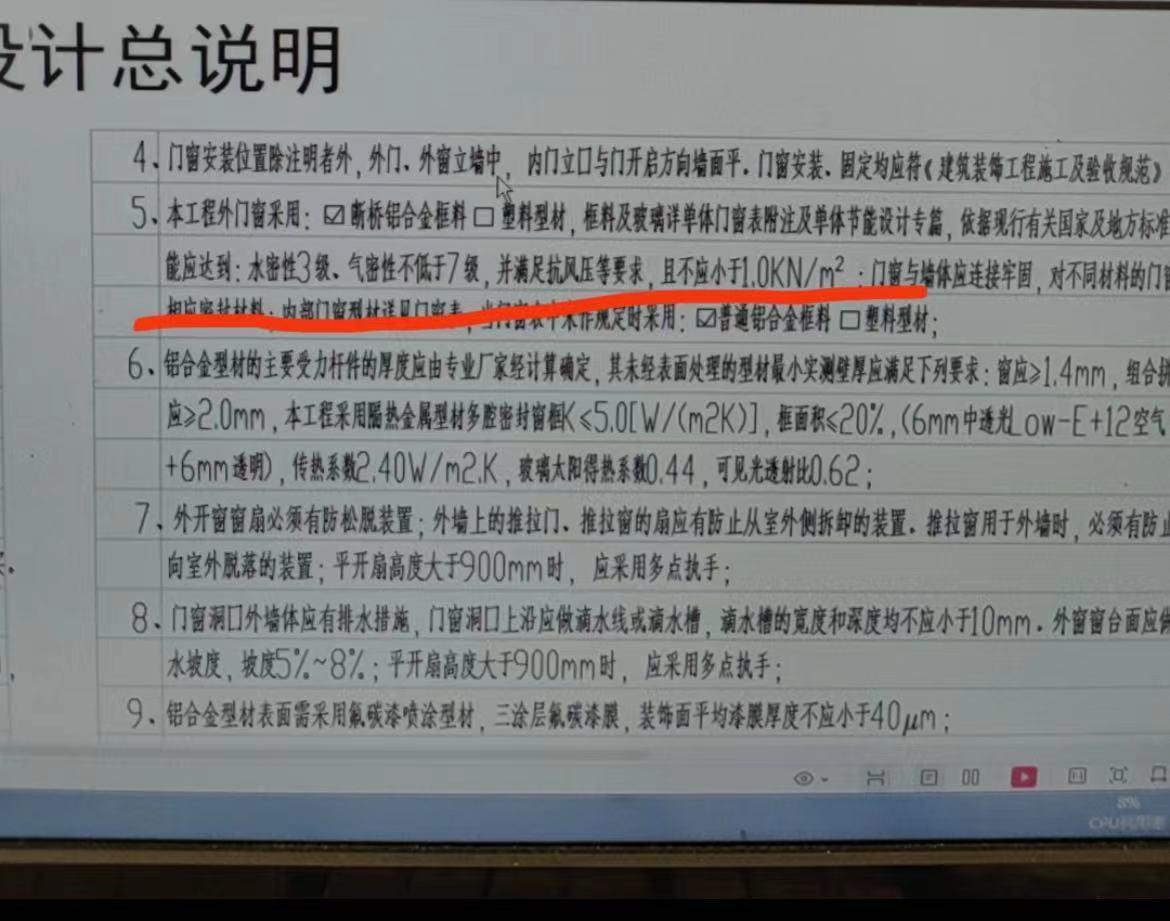 设计总说明
4、门窗安装位置除注明者外,外门、外窗立墙中,内门立口与门开启方向墙面平.门窗安装、固定均应符《建筑装饰工程施工及验收规范》
5、本工程外门窗采用:☑断桥铝合金框料□塑料型材,框料及玻璃详单体门窗表附注及单体节能设计专篇,依据现行有关国家及地方标准
能应达到:水密性3级、气密性不低于7级,并满足抗风压等要求,且不应小于1.0KN/m²;门窗与墙体应连接牢固,对不同材料的门窗
相应密封材料;内部门窗型材详见门窗表,当门窗表中未作规定时采用:☑普通铝合金框料□塑料型材;
6、铝合金型材的主要受力杆件的厚度应由专业厂家经计算确定,其未经表面处理的型材最小实测壁厚应满足下列要求:窗应≥1.4mm,组合拼
应≥2.0mm,本工程采用隔热金属型材多腔密封窗框K≤5.0[W/(m2K)],框面积≤20%,(6mm中透光Low-E+12空气
+6mm透明),传热系数2.40W/m2.K,玻璃太阳得热系数0.44,可见光透射比0.62;
7、外开窗窗扇必须有防松脱装置;外墙上的推拉门、推拉窗的扇应有防止从室外侧拆卸的装置.推拉窗用于外墙时,必须有防止
向室外脱落的装置;平开扇高度大于900mm时,应采用多点执手;
8、门窗洞口外墙体应有排水措施,门窗洞口上沿应做滴水线或滴水槽,滴水槽的宽度和深度均不应小于10mm.外窗窗台面应做
水坡度,坡度5%~8%;平开扇高度大于900mm时,应采用多点执手;
9、铝合金型材表面需采用氟碳漆喷涂型材,三涂层氟碳漆膜,装饰面平均漆膜厚度不应小于40μm;
8%
CPU利用率